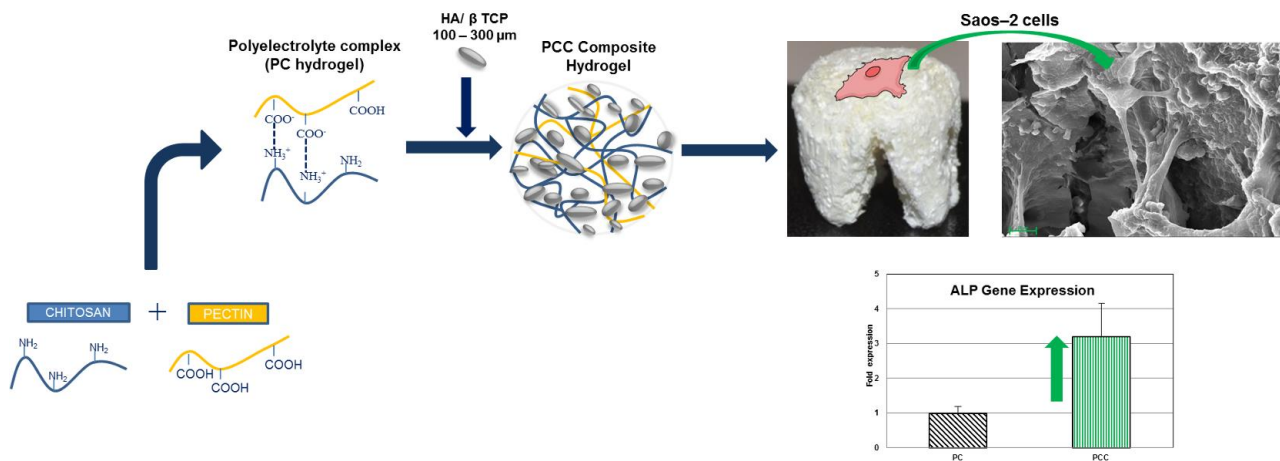 HA/ β TCP
100 – 300 µm
Polyelectrolyte complex
(PC hydrogel)
PCC Composite
Hydrogel
Saos–2 cells
COO-
COO-
COOH
NH3+
NH3+
NH2
CHITOSAN
+
PECTIN
NH2
NH2
NH2
COOH
COOH
COOH
ALP Gene Expression
Fold expression
5
4
3
2
1
0
PC
PCC